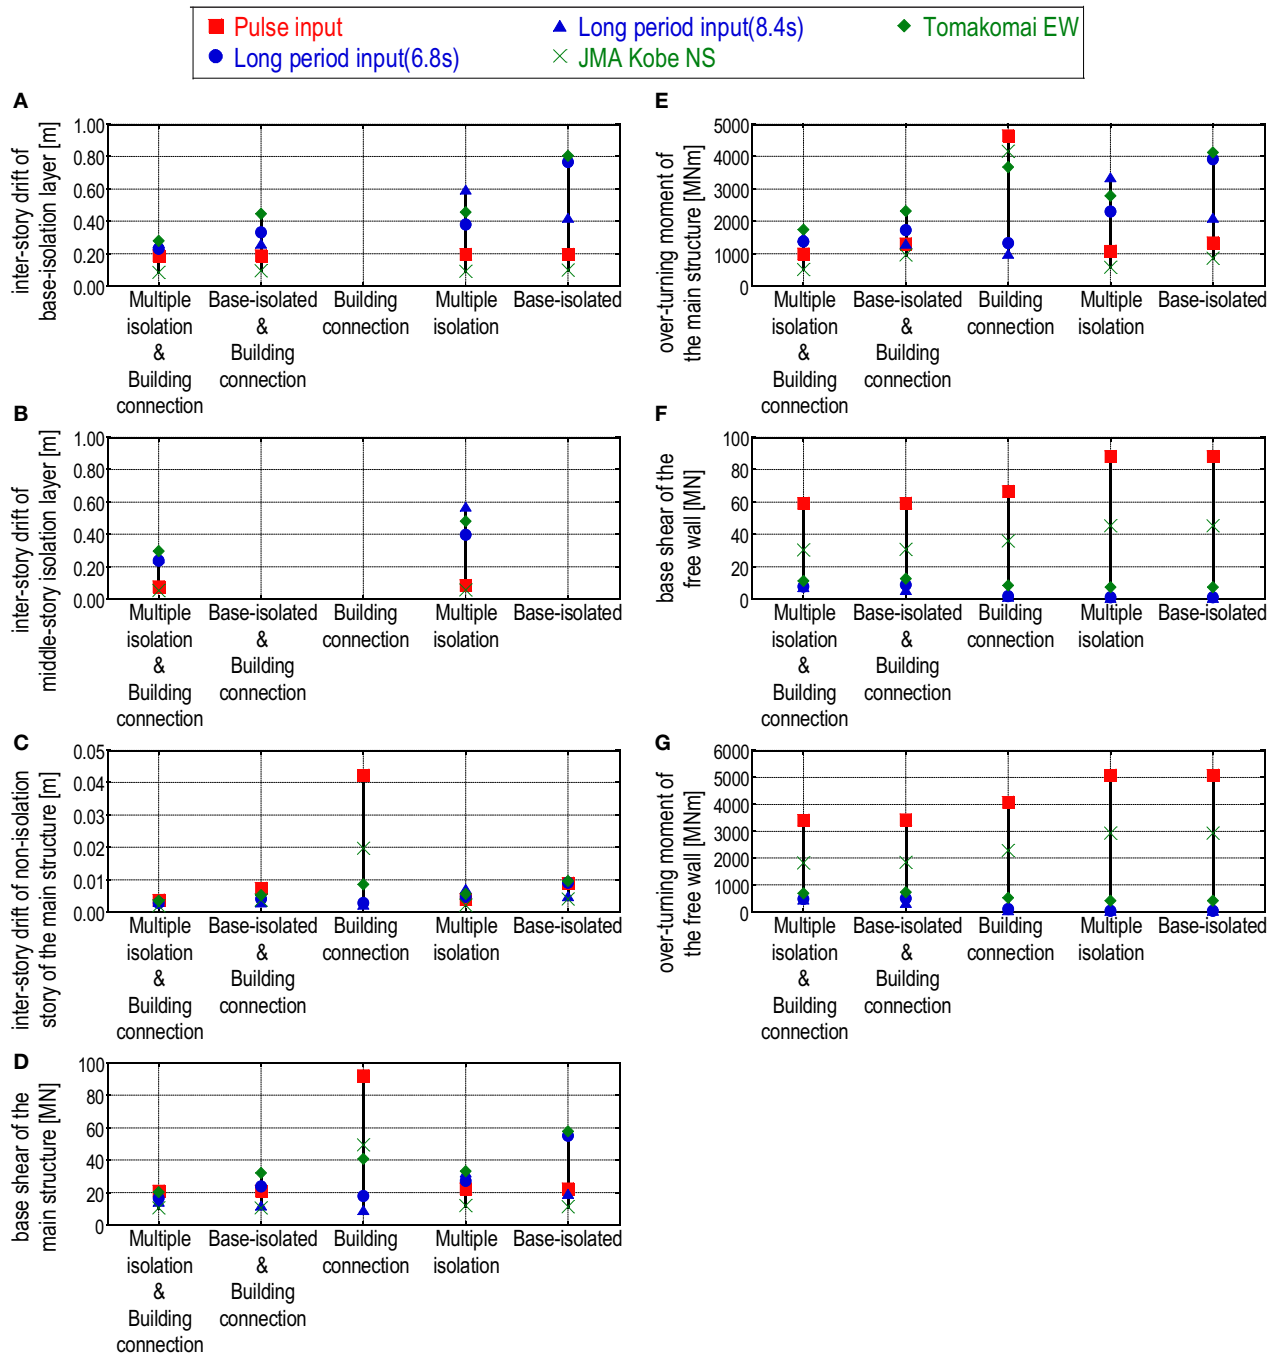 Pulse input
Long period input(8.4s)
Tomakomai EW
Long period input(6.8s)
JMA Kobe NS
A
inter-story drift of
base-isolation layer [m]
1.00
0.80
0.60
0.40
0.20
0.00
Multiple
isolation
&
Building
connection
Base-isolated
&
Building
connection
Building
connection
Multiple
isolation
Base-isolated
B
inter-story drift of
middle-story isolation layer [m]
1.00
0.80
0.60
0.40
0.20
0.00
Multiple
isolation
&
Building
connection
Base-isolated
&
Building
connection
Building
connection
Multiple
isolation
Base-isolated
C
inter-story drift of non-isolation
story of the main structure [m]
0.05
0.04
0.03
0.02
0.01
0.00
Multiple
isolation
&
Building
connection
Base-isolated
&
Building
connection
Building
connection
Multiple
isolation
Base-isolated
D
base shear of the
main structure [MN]
100
80
60
40
20
0
Multiple
isolation
&
Building
connection
Base-isolated
&
Building
connection
Building
connection
Multiple
isolation
Base-isolated
E
over-turning moment of
the main structure [MNm]
5000
4000
3000
2000
1000
0
Multiple
isolation
&
Building
connection
Base-isolated
&
Building
connection
Building
connection
Multiple
isolation
Base-isolated
F
base shear of the
free wall [MN]
100
80
60
40
20
0
Multiple
isolation
&
Building
connection
Base-isolated
&
Building
connection
Building
connection
Multiple
isolation
Base-isolated
G
over-turning moment of
the free wall [MNm]
6000
5000
4000
3000
2000
1000
0
Multiple
isolation
&
Building
connection
Base-isolated
&
Building
connection
Building
connection
Multiple
isolation
Base-isolated